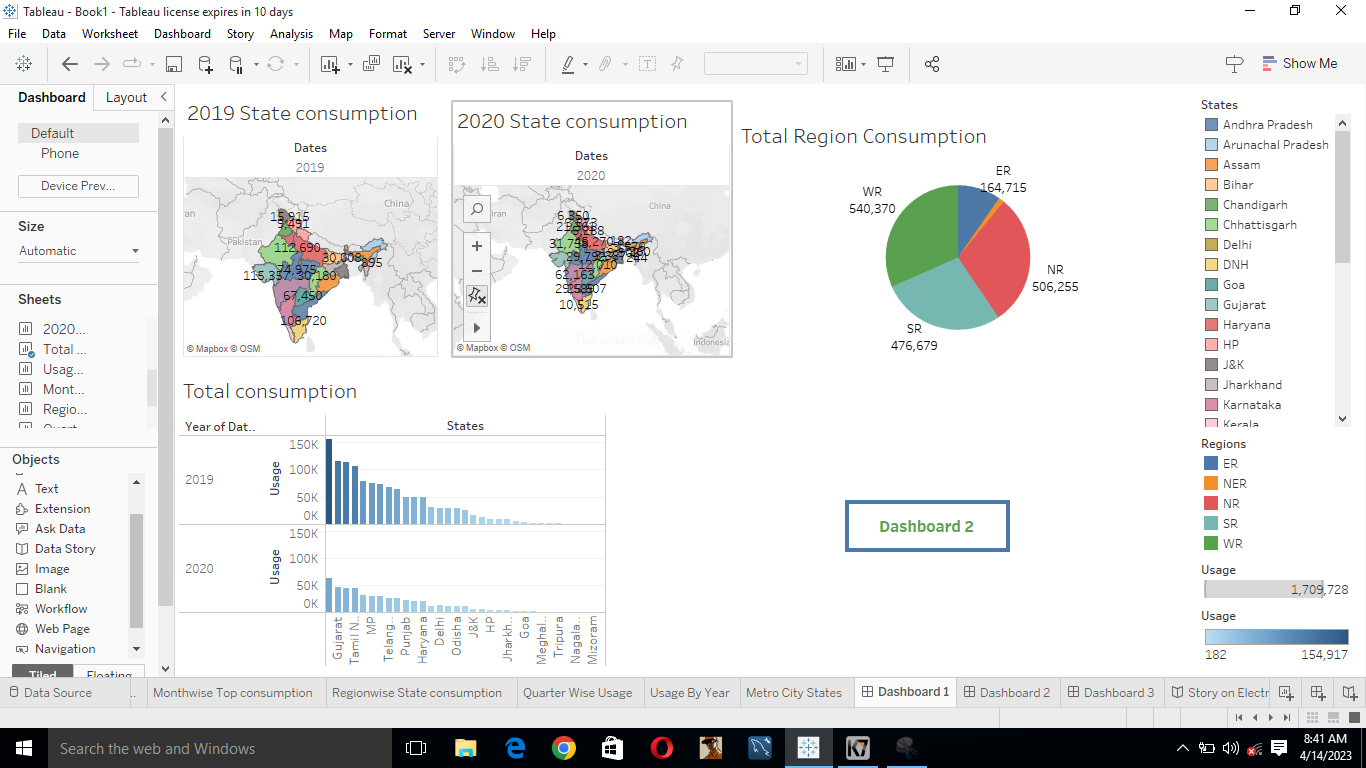 Tableau - Book1 - Tableau license expires in 10 days
File Data Worksheet Dashboard Story Analysis Map Format Server Window Help
Show Me
Dashboard Layout
Default
Phone
Device Prev...
Size
Automatic
Sheets
2020...
Total ...
Usag...
Mont...
Regio...
Objects
Text
Extension
Ask Data
Data Story
Image
Blank
Workflow
Web Page
Navigation
Tiled Floating
2019 State consumption
Dates
2019
Pakistan
China
15,915
9,491
112,690
30,008
895
74,975
115,357
30,180
67,450
106,720
© Mapbox © OSM
2020 State consumption
Dates
2020
Iran
China
6,350
62,163
10,515
Indonesia
© Mapbox © OSM
Total Region Consumption
ER
164,715
WR
540,370
NR
506,255
SR
476,679
Total consumption
Year of Dat..
States
2019
Usage
150K
100K
50K
0K
2020
Usage
150K
100K
50K
0K
Gujarat
Tamil N..
MP
Telang..
Punjab
Haryana
Delhi
Odisha
J&K
HP
Jharkh..
Goa
Meghal..
Tripura
Nagala..
Mizoram
Dashboard 2
States
Andhra Pradesh
Arunachal Pradesh
Assam
Bihar
Chandigarh
Chhattisgarh
Delhi
DNH
Goa
Gujarat
Haryana
HP
J&K
Jharkhand
Karnataka
Kerala
Regions
ER
NER
NR
SR
WR
Usage
1,709,728
Usage
182 154,917
Data Source .. Monthwise Top consumption Regionwise State consumption Quarter Wise Usage Usage By Year Metro City States Dashboard 1 Dashboard 2 Dashboard 3 Story on Electr
Search the web and Windows
8:41 AM
4/14/2023